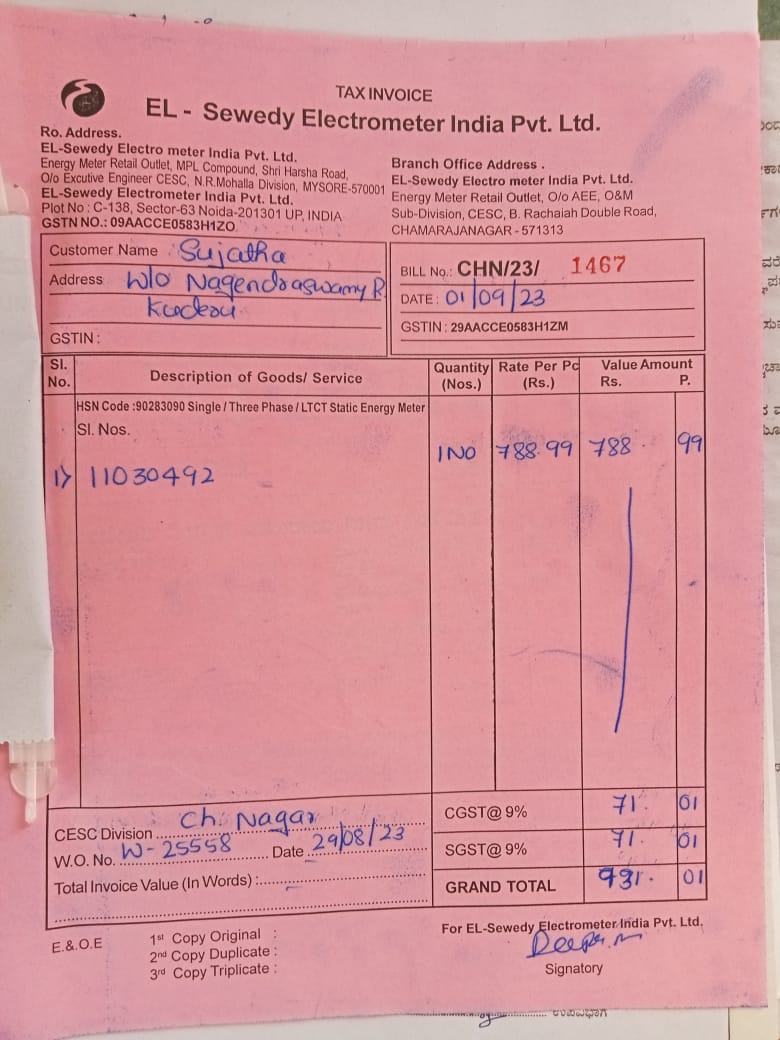 TAX INVOICE
EL - Sewedy Electrometer India Pvt. Ltd.
Ro. Address.
EL-Sewedy Electro meter India Pvt. Ltd.
Energy Meter Retail Outlet, MPL Compound, Shri Harsha Road,
O/o Excutive Engineer CESC, N.R.Mohalla Division, MYSORE-570001
EL-Sewedy Electrometer India Pvt. Ltd.
Plot No : C-138, Sector-63 Noida-201301 UP, INDIA
GSTN NO.: 09AACCE0583H1ZO
Branch Office Address .
EL-Sewedy Electro meter India Pvt. Ltd.
Energy Meter Retail Outlet, O/o AEE, O&M
Sub-Division, CESC, B. Rachaiah Double Road,
CHAMARAJANAGAR - 571313
Customer Name Sujatha
Address W/o Nagendraswamy R
Kuderu
GSTIN :
BILL No.: CHN/23/ 1467
DATE : 01/09/23
GSTIN : 29AACCE0583H1ZM
Sl. No. Description of Goods/ Service Quantity (Nos.) Rate Per Pc (Rs.) Value Amount Rs. P.
HSN Code :90283090 Single / Three Phase / LTCT Static Energy Meter
Sl. Nos.
1) 11030492 1 NO 788.99 788. 99
CESC Division Ch. Nagar
W.O. No. W-25558 Date 29/08/23
Total Invoice Value (In Words) :
CGST@ 9% 71. 01
SGST@ 9% 71. 01
GRAND TOTAL 931. 01
E.& O.E
1st Copy Original :
2nd Copy Duplicate :
3rd Copy Triplicate :
For EL-Sewedy Electrometer India Pvt. Ltd.
Signatory